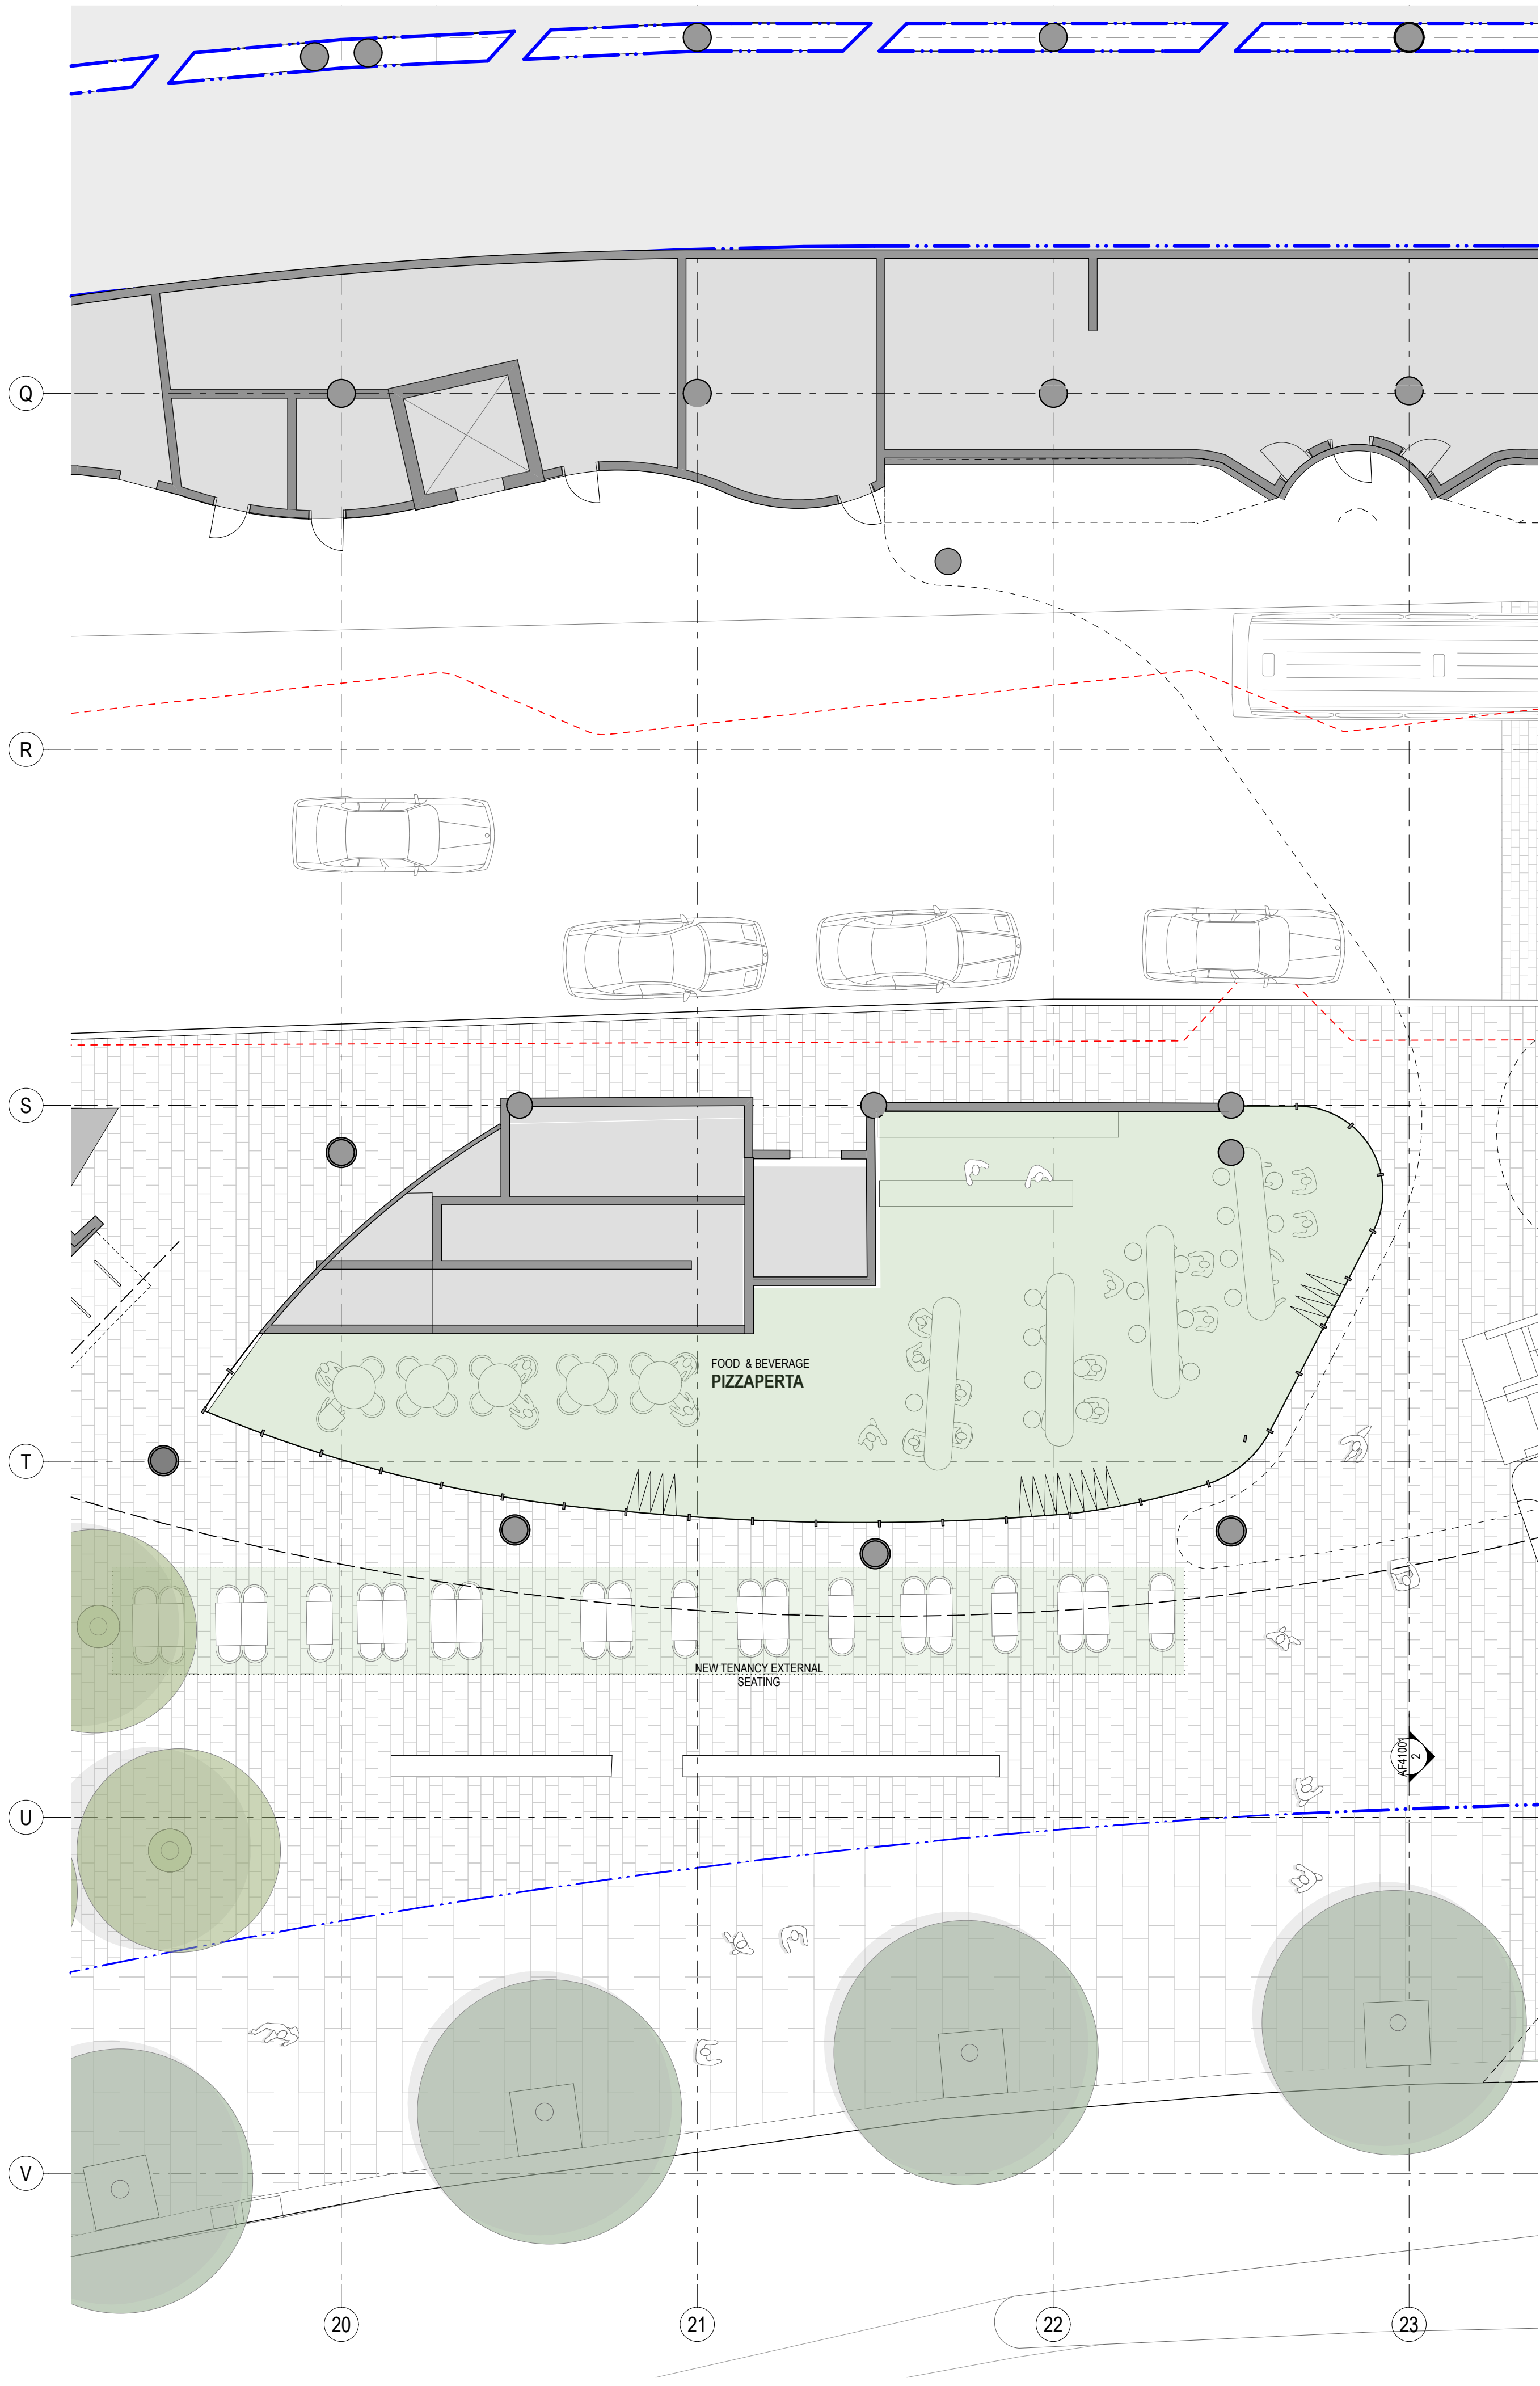 Q
R
S
FOOD & BEVERAGE
PIZZAPERTA
T
NEW TENANCY EXTERNAL
SEATING
AF41001
2
U
V
20
21
22
23